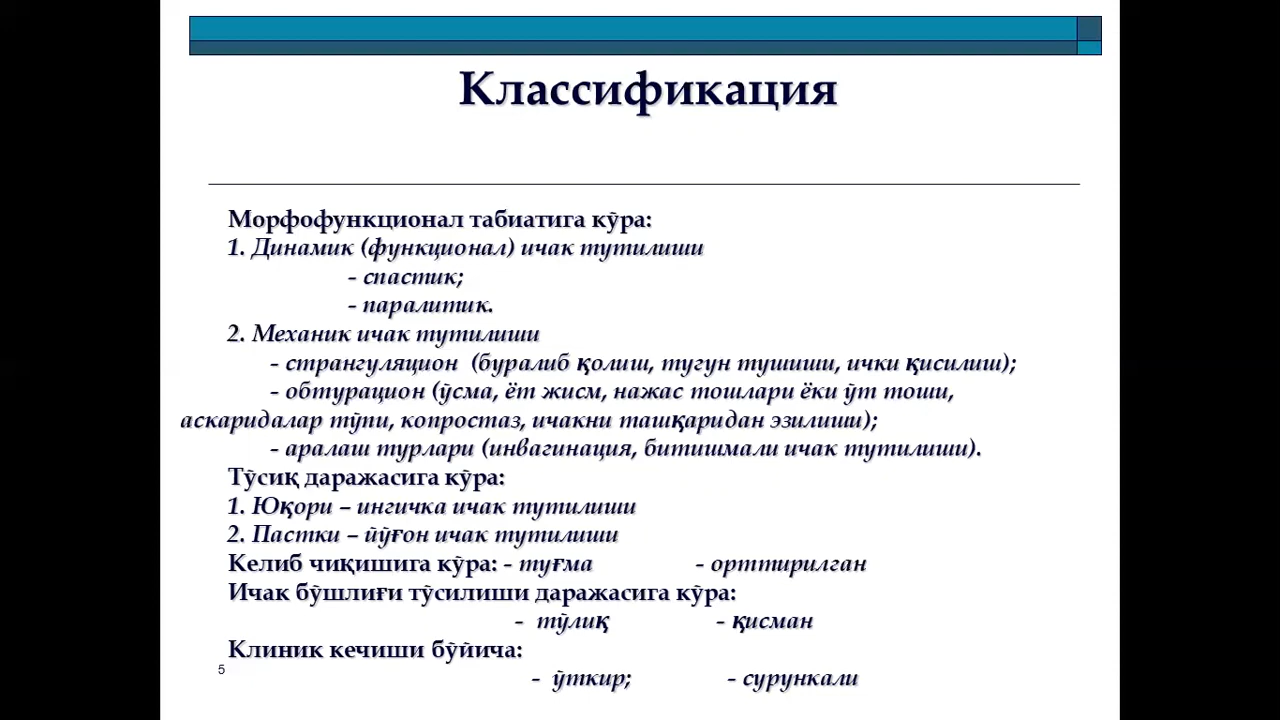 Классификация
Морфофункционал табиатига кўра:
1. Динамик (функционал) ичак тутилиши
- спастик;
- паралитик.
2. Механик ичак тутилиши
- странгуляцион (буралиб қолиш, тугун тушиши, ички қисилиш);
- обтурацион (ўсма, ёт жисм, нажас тошлари ёки ўт тоши,
аскаридалар тўпи, копростаз, ичакни ташқаридан эзилиши);
- аралаш турлари (инвагинация, битишмали ичак тутилиши).
Тўсиқ даражасига кўра:
1. Юқори – ингичка ичак тутилиши
2. Пастки – йўғон ичак тутилиши
Келиб чиқишига кўра: - туғма - орттирилган
Ичак бўшлиғи тўсилиши даражасига кўра:
- тўлиқ - қисман
Клиник кечиши бўйича:
- ўткир; - сурункали
5